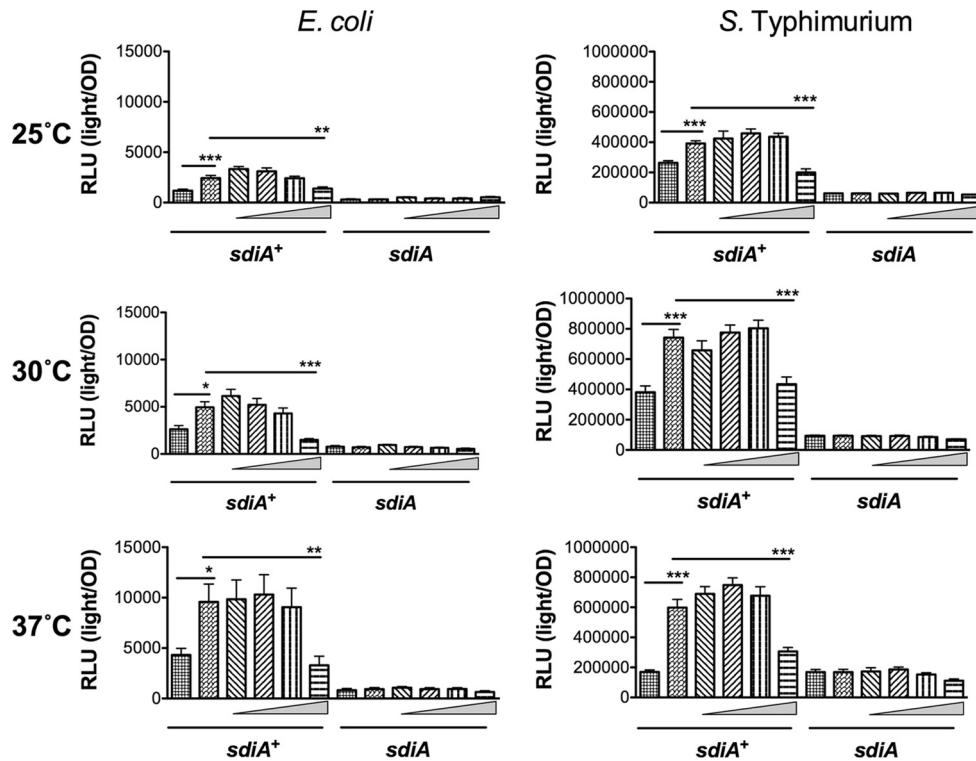 E. coli
S. Typhimurium
25°C
RLU (light/OD)
15000
10000
5000
0
***
**
sdiA+
sdiA
RLU (light/OD)
1000000
800000
600000
400000
200000
0
***
***
sdiA+
sdiA
30°C
RLU (light/OD)
15000
10000
5000
0
*
***
sdiA+
sdiA
RLU (light/OD)
1000000
800000
600000
400000
200000
0
***
***
sdiA+
sdiA
37°C
RLU (light/OD)
15000
10000
5000
0
*
**
sdiA+
sdiA
RLU (light/OD)
1000000
800000
600000
400000
200000
0
***
***
sdiA+
sdiA